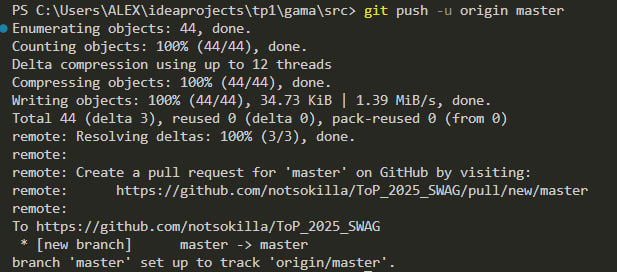 PS C:\Users\ALEX\ideaprojects\tp1\gama\src> git push -u origin master
Enumerating objects: 44, done.
Counting objects: 100% (44/44), done.
Delta compression using up to 12 threads
Compressing objects: 100% (44/44), done.
Writing objects: 100% (44/44), 34.73 KiB | 1.39 MiB/s, done.
Total 44 (delta 3), reused 0 (delta 0), pack-reused 0 (from 0)
remote: Resolving deltas: 100% (3/3), done.
remote:
remote: Create a pull request for 'master' on GitHub by visiting:
remote:      https://github.com/notsokilla/ToP_2025_SWAG/pull/new/master
remote:
To https://github.com/notsokilla/ToP_2025_SWAG
 * [new branch]      master -> master
branch 'master' set up to track 'origin/master'.